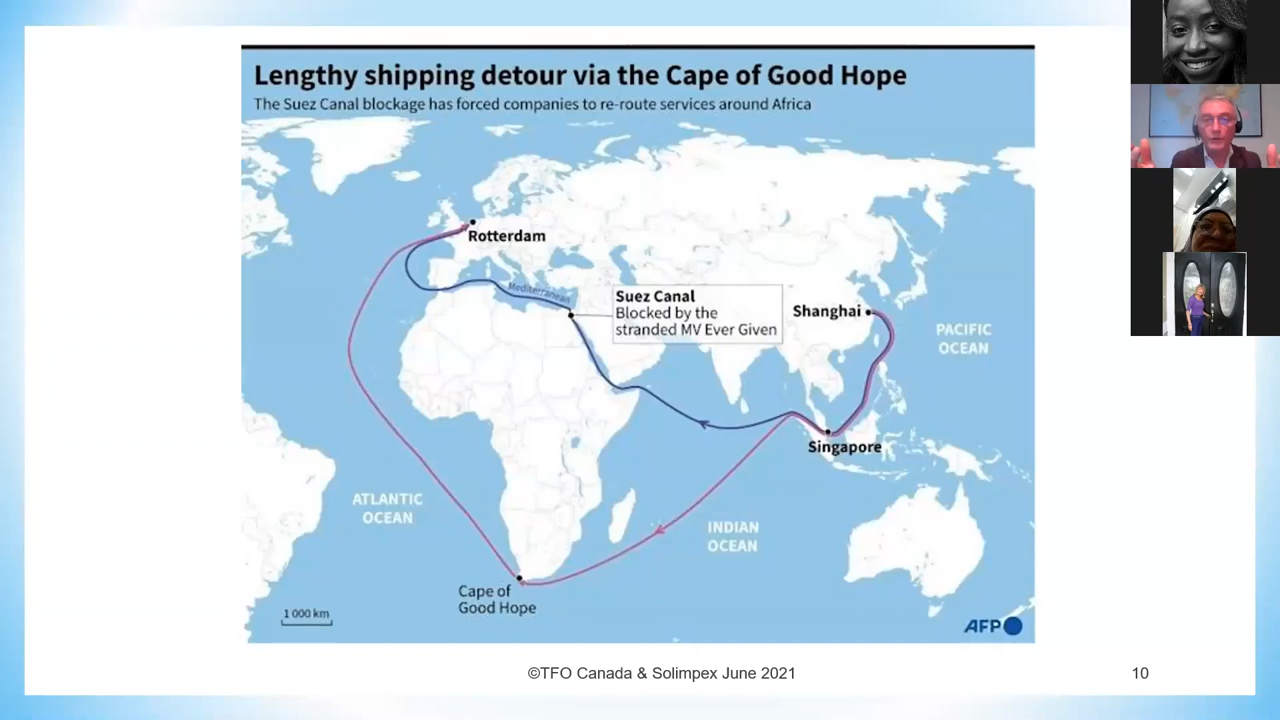 Lengthy shipping detour via the Cape of Good Hope
The Suez Canal blockage has forced companies to re-route services around Africa
Rotterdam
Mediterranean
Suez Canal
Blocked by the
stranded MV Ever Given
Shanghai
PACIFIC
OCEAN
Singapore
ATLANTIC
OCEAN
INDIAN
OCEAN
Cape of
Good Hope
1 000 km
AFP
©TFO Canada & Solimpex June 2021
10